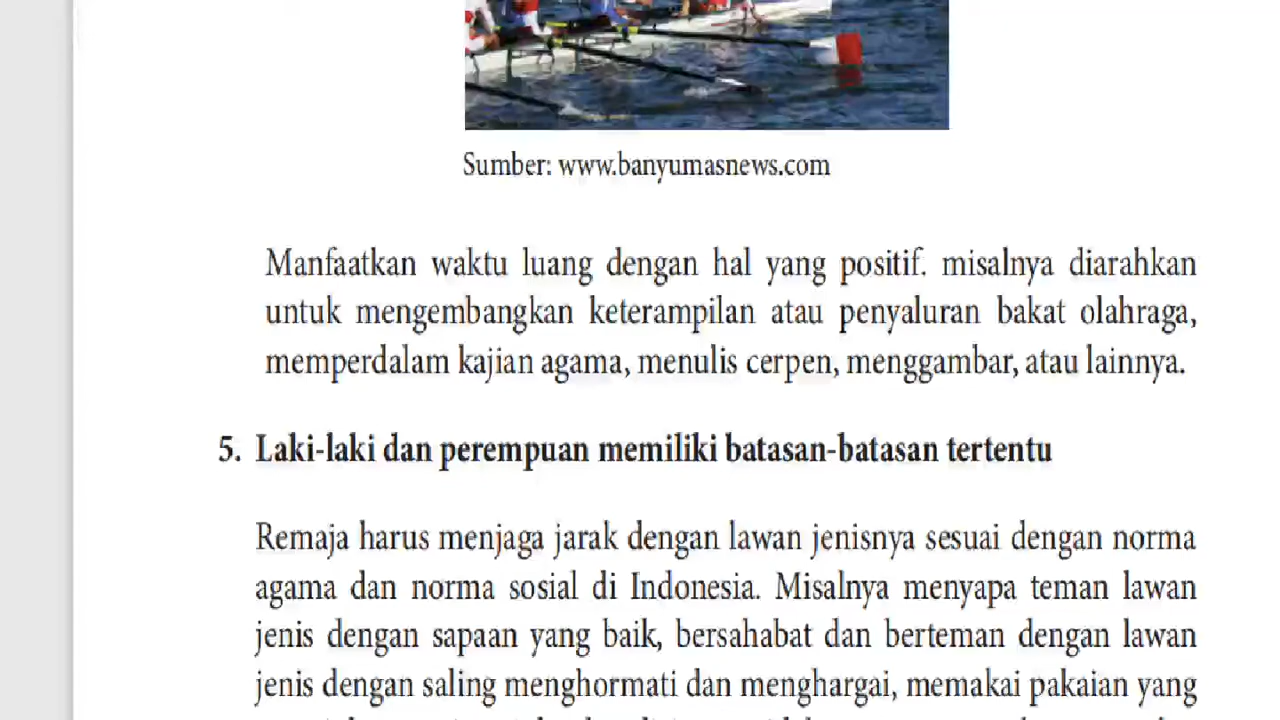 Sumber: www.banyumasnews.com
Manfaatkan waktu luang dengan hal yang positif. misalnya diarahkan
untuk mengembangkan keterampilan atau penyaluran bakat olahraga,
memperdalam kajian agama, menulis cerpen, menggambar, atau lainnya.
5. Laki-laki dan perempuan memiliki batasan-batasan tertentu
Remaja harus menjaga jarak dengan lawan jenisnya sesuai dengan norma
agama dan norma sosial di Indonesia. Misalnya menyapa teman lawan
jenis dengan sapaan yang baik, bersahabat dan berteman dengan lawan
jenis dengan saling menghormati dan menghargai, memakai pakaian yang